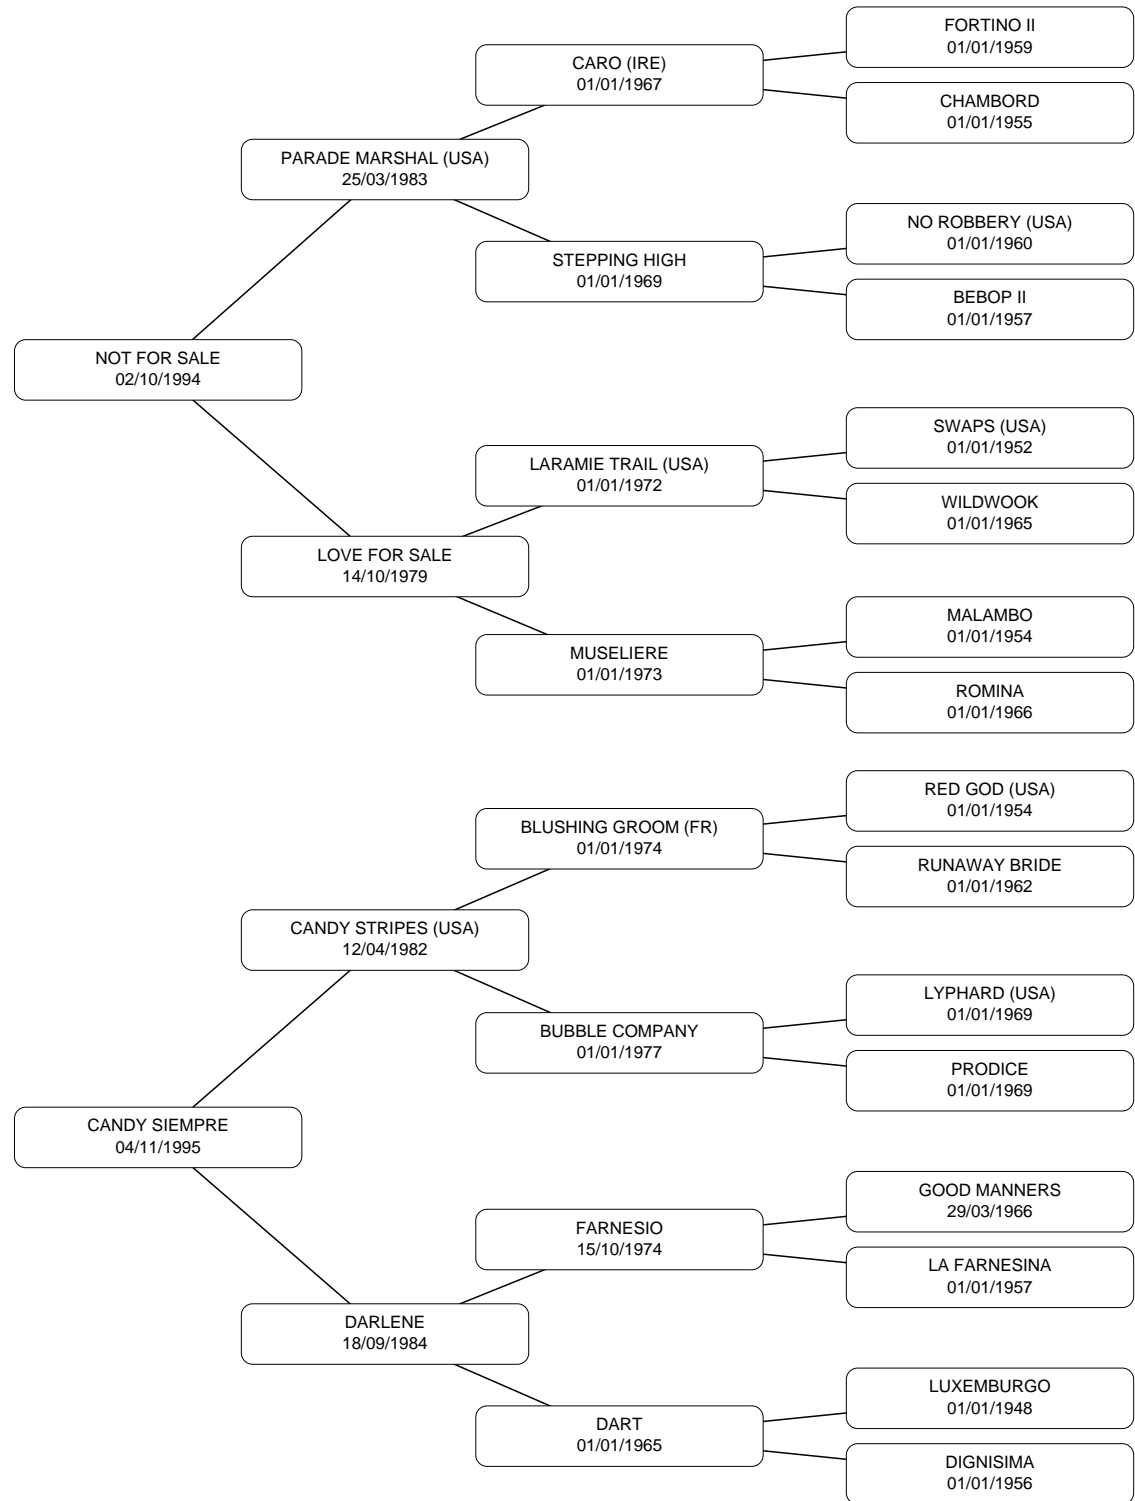 FORTINO II
01/01/1959
CARO (IRE)
01/01/1967
CHAMBORD
01/01/1955
PARADE MARSHAL (USA)
25/03/1983
NO ROBBERY (USA)
01/01/1960
STEPPING HIGH
01/01/1969
BEBOP II
01/01/1957
NOT FOR SALE
02/10/1994
SWAPS (USA)
01/01/1952
LARAMIE TRAIL (USA)
01/01/1972
WILDWOOK
01/01/1965
LOVE FOR SALE
14/10/1979
MALAMBO
01/01/1954
MUSELIERE
01/01/1973
ROMINA
01/01/1966
RED GOD (USA)
01/01/1954
BLUSHING GROOM (FR)
01/01/1974
RUNAWAY BRIDE
01/01/1962
CANDY STRIPES (USA)
12/04/1982
LYPHARD (USA)
01/01/1969
BUBBLE COMPANY
01/01/1977
PRODICE
01/01/1969
CANDY SIEMPRE
04/11/1995
GOOD MANNERS
29/03/1966
FARNESIO
15/10/1974
LA FARNESINA
01/01/1957
DARLENE
18/09/1984
LUXEMBURGO
01/01/1948
DART
01/01/1965
DIGNISIMA
01/01/1956